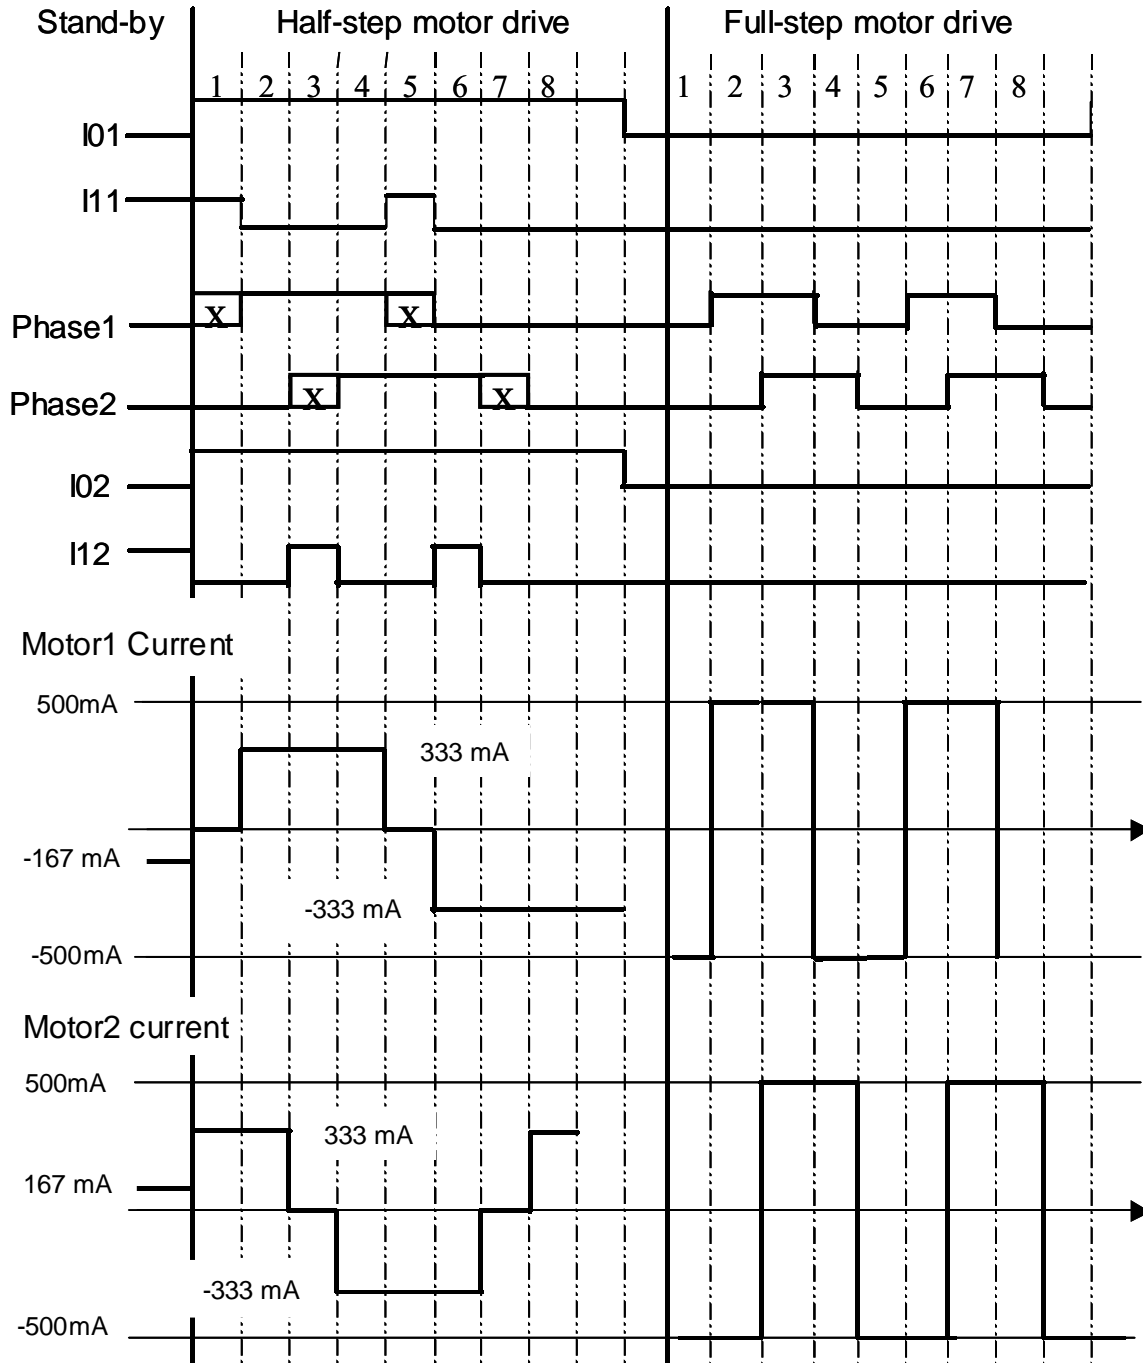 Stand-by Half-step motor drive Full-step motor drive
1 2 3 4 5 6 7 8 1 2 3 4 5 6 7 8
I01
I11
Phase1 X X
Phase2 X X
I02
I12
Motor1 Current
500mA
333 mA
-167 mA
-333 mA
-500mA
Motor2 current
500mA
333 mA
167 mA
-333 mA
-500mA